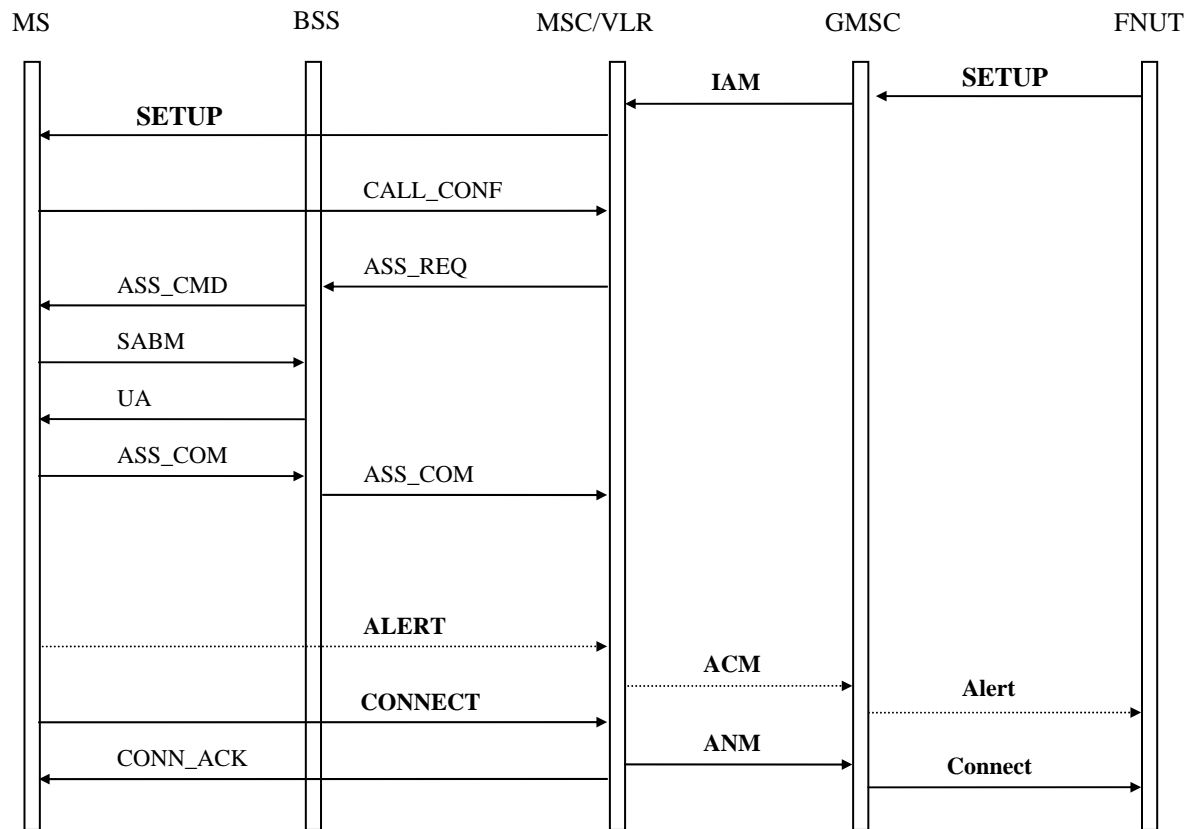 MS BSS MSC/VLR GMSC FNUT
SETUP
IAM
SETUP
CALL_CONF
ASS_REQ
ASS_CMD
SABM
UA
ASS_COM
ASS_COM
ALERT
ACM
Alert
CONNECT
ANM
CONN_ACK
Connect